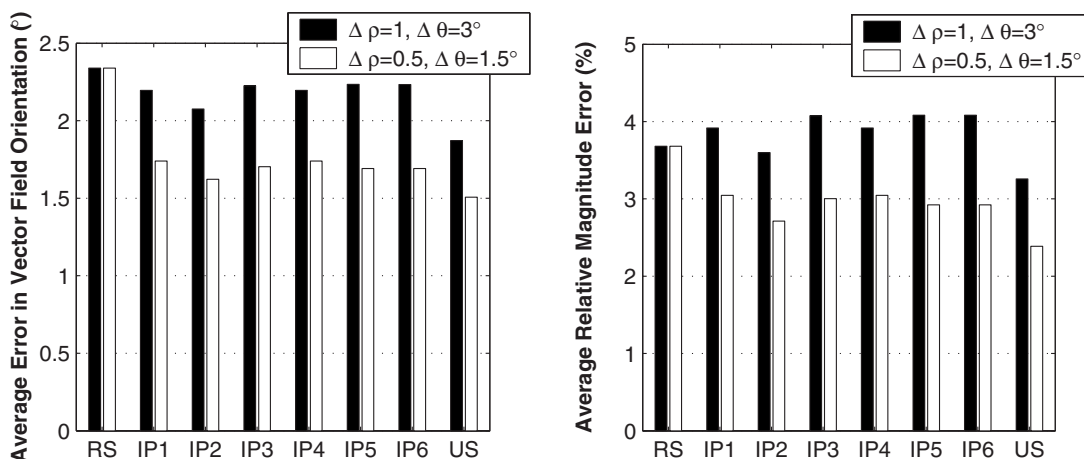 Δ ρ=1, Δ θ=3°
Δ ρ=0.5, Δ θ=1.5°
Average Error in Vector Field Orientation (°)
2.5
2
1.5
1
0.5
0
RS IP1 IP2 IP3 IP4 IP5 IP6 US
Δ ρ=1, Δ θ=3°
Δ ρ=0.5, Δ θ=1.5°
Average Relative Magnitude Error (%)
5
4
3
2
1
0
RS IP1 IP2 IP3 IP4 IP5 IP6 US